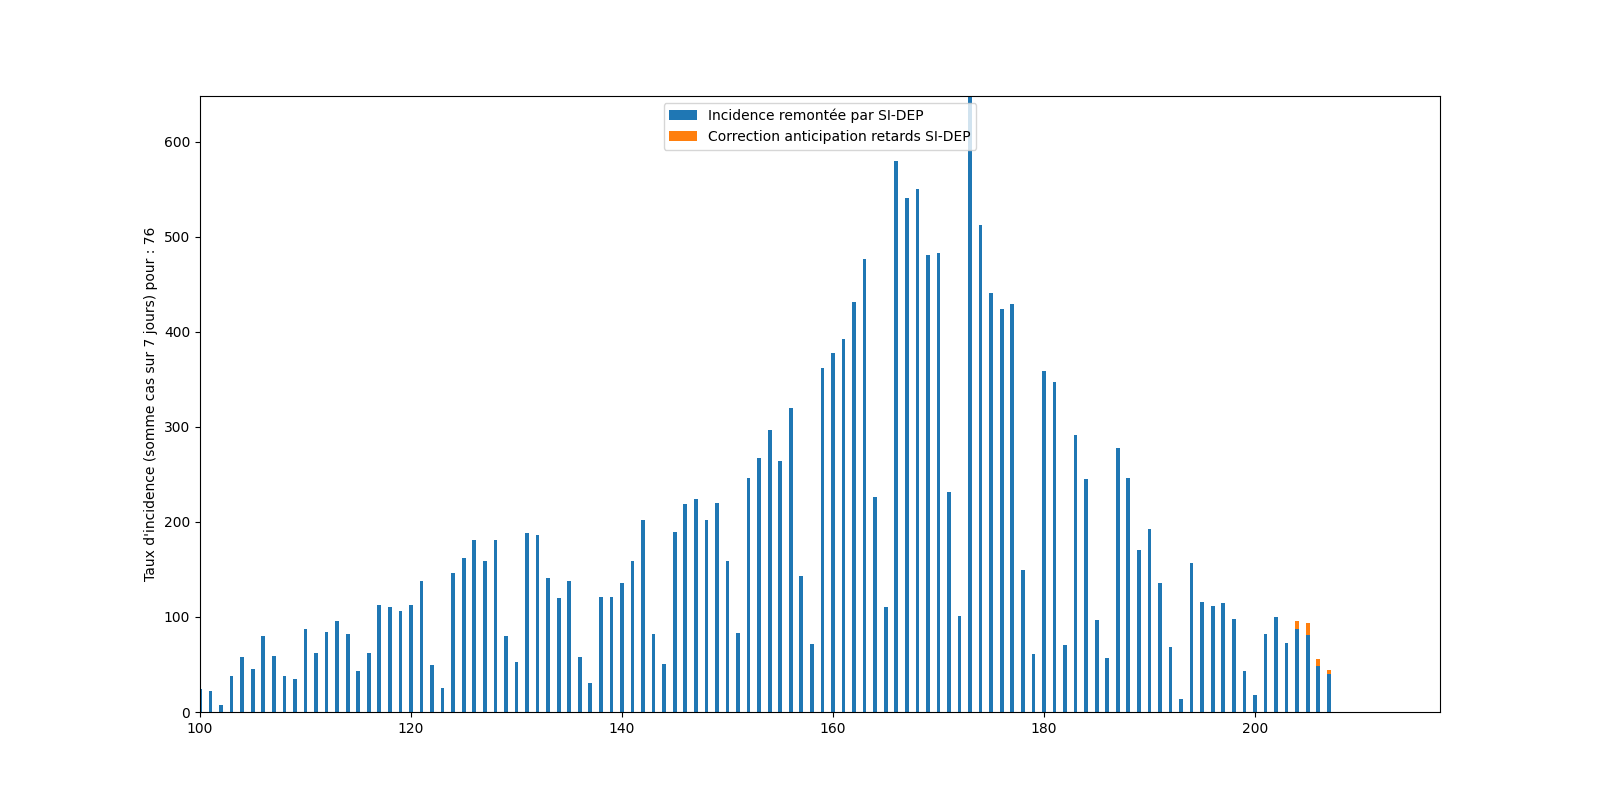 Incidence remontée par SI-DEP
Correction anticipation retards SI-DEP
Taux d'incidence (somme cas sur 7 jours) pour : 76
600
500
400
300
200
100
0
100 120 140 160 180 200